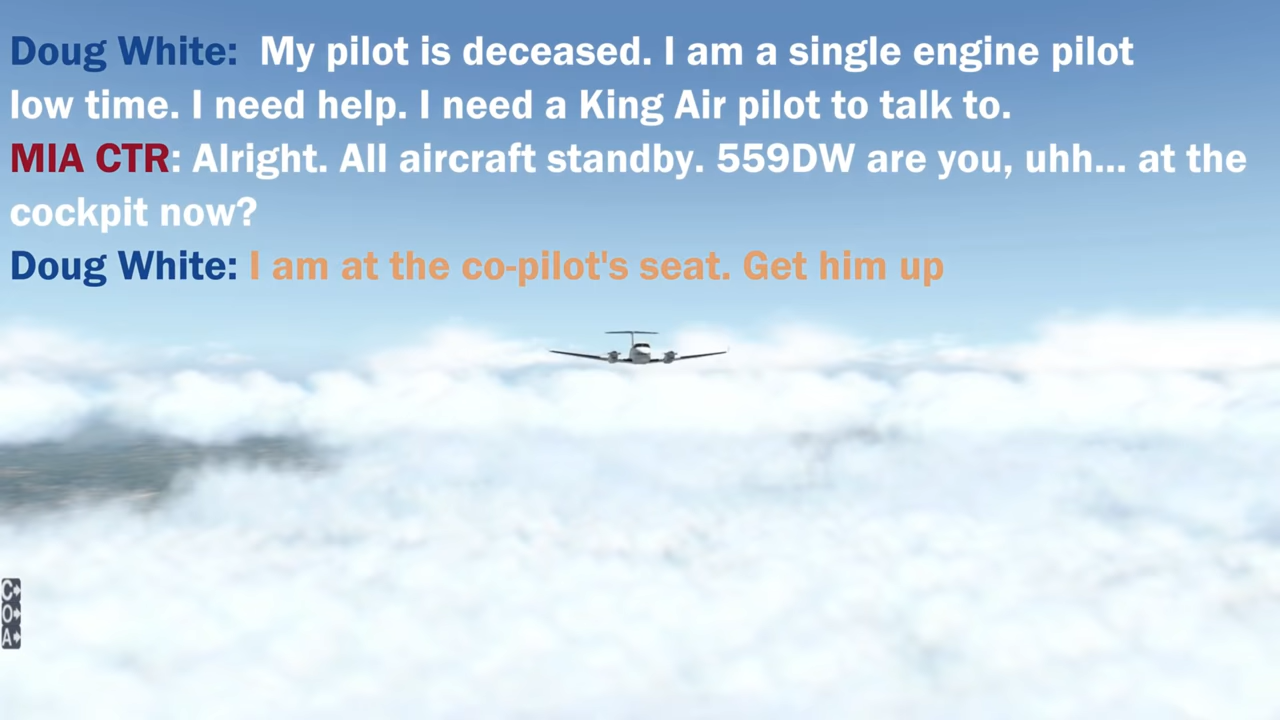 Doug White: My pilot is deceased. I am a single engine pilot
low time. I need help. I need a King Air pilot to talk to.
MIA CTR: Alright. All aircraft standby. 559DW are you, uhh... at the
cockpit now?
Doug White: I am at the co-pilot's seat. Get him up
C
O
A